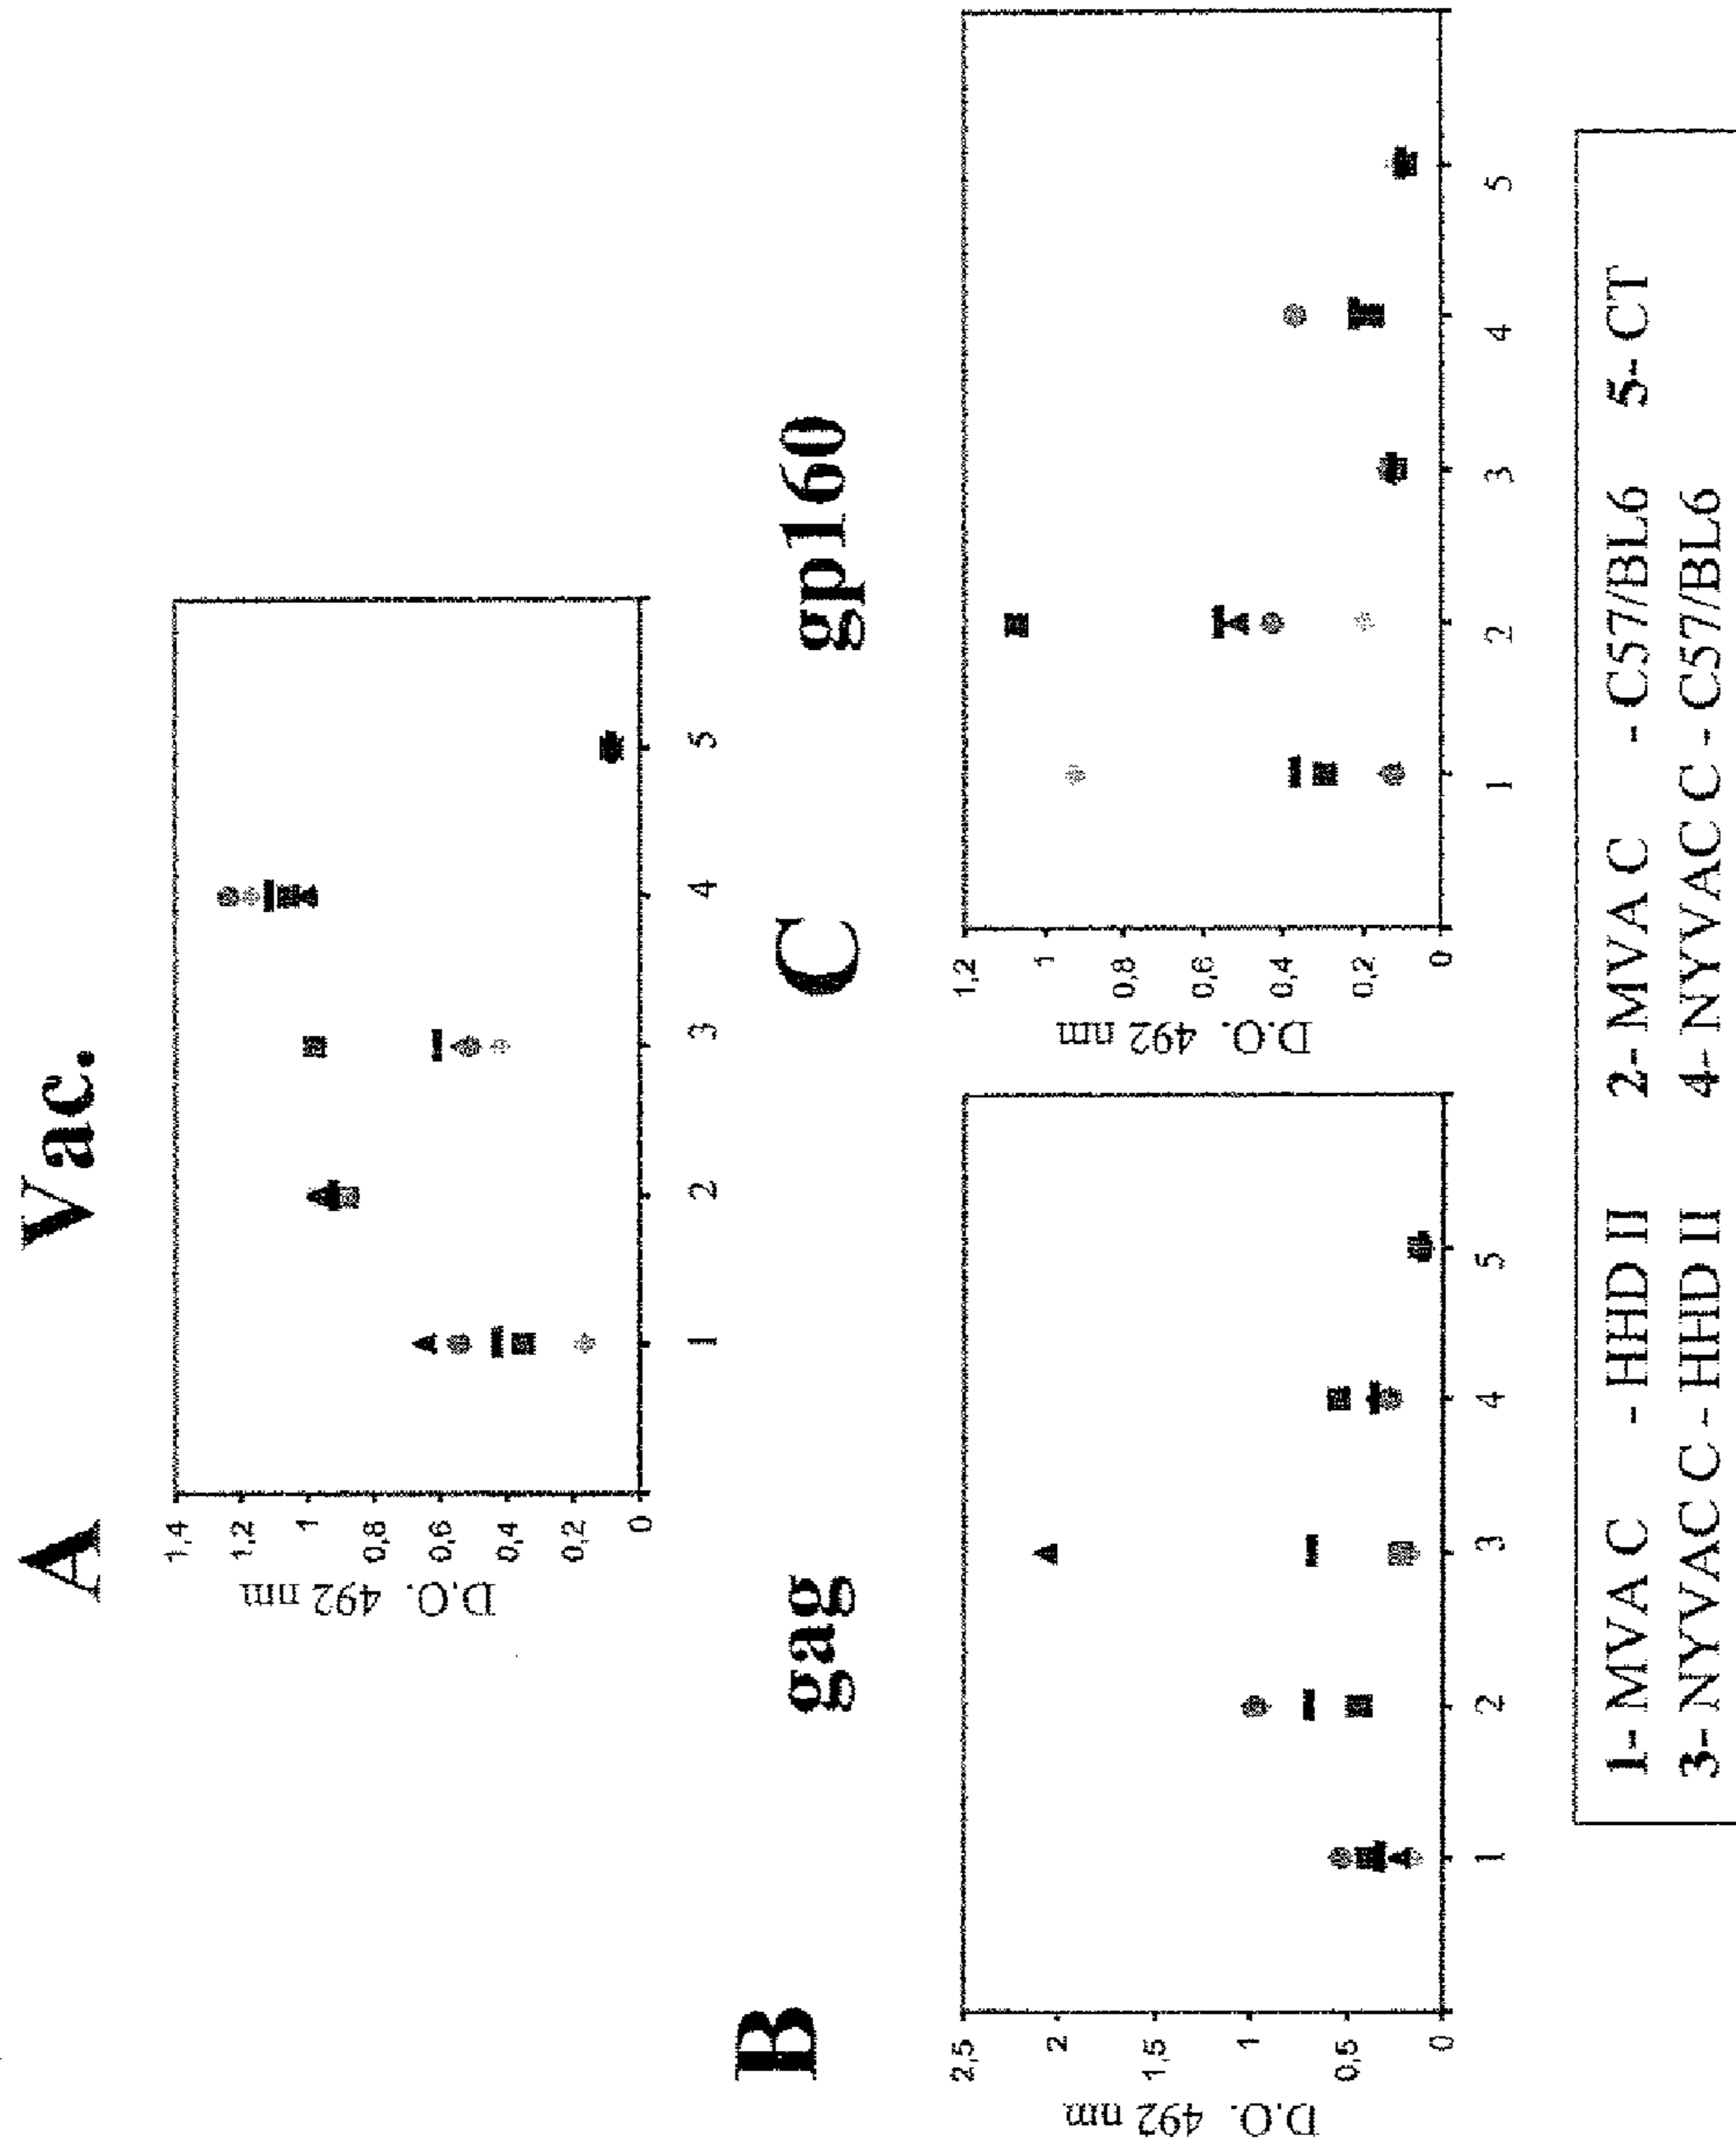 A Vac.
D.O. 492 nm
1,4
1,2
1
0,8
0,6
0,4
0,2
0
1 2 3 4 5
B gag
D.O. 492 nm
2,5
2
1,5
1
0,5
0
1 2 3 4 5
C gp160
D.O. 492 nm
1,2
1
0,8
0,6
0,4
0,2
0
1 2 3 4 5
1- MVA C - HHD II 2- MVA C - C57/BL6 5- CT
3- NYVAC C - HHD II 4- NYVAC C - C57/BL6